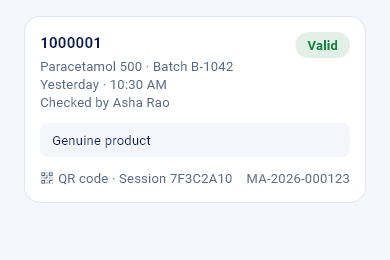 1000001
Valid
Paracetamol 500 · Batch B-1042
Yesterday · 10:30 AM
Checked by Asha Rao
Genuine product
QR code · Session 7F3C2A10 MA-2026-000123